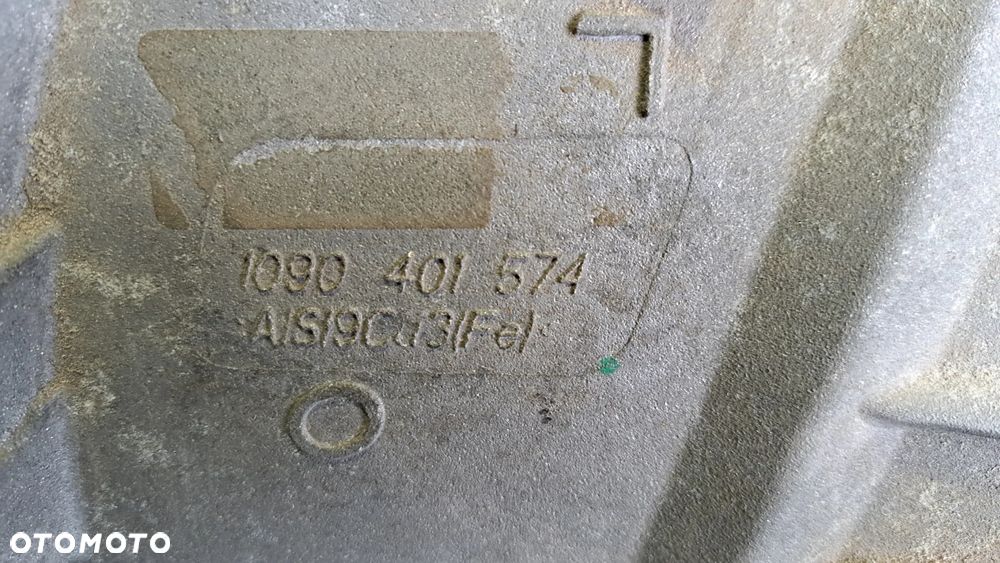 1090 401 574
AlSi9Cu3(Fe)
OTOMOTO